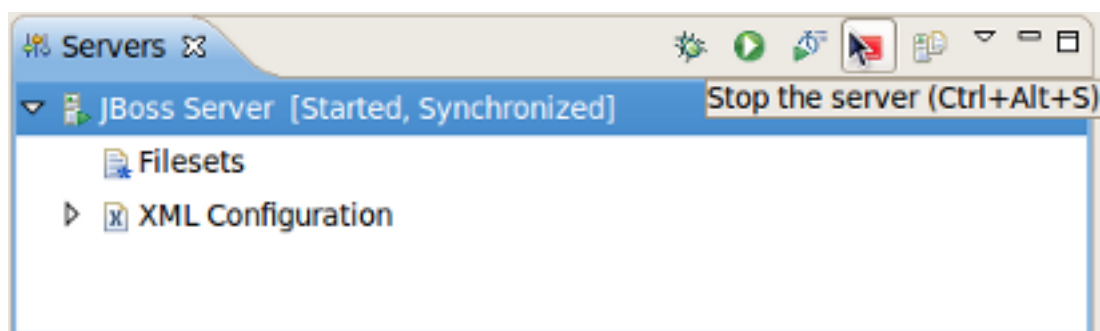 Servers
Stop the server (Ctrl+Alt+S)
JBoss Server [Started, Synchronized]
Filesets
XML Configuration